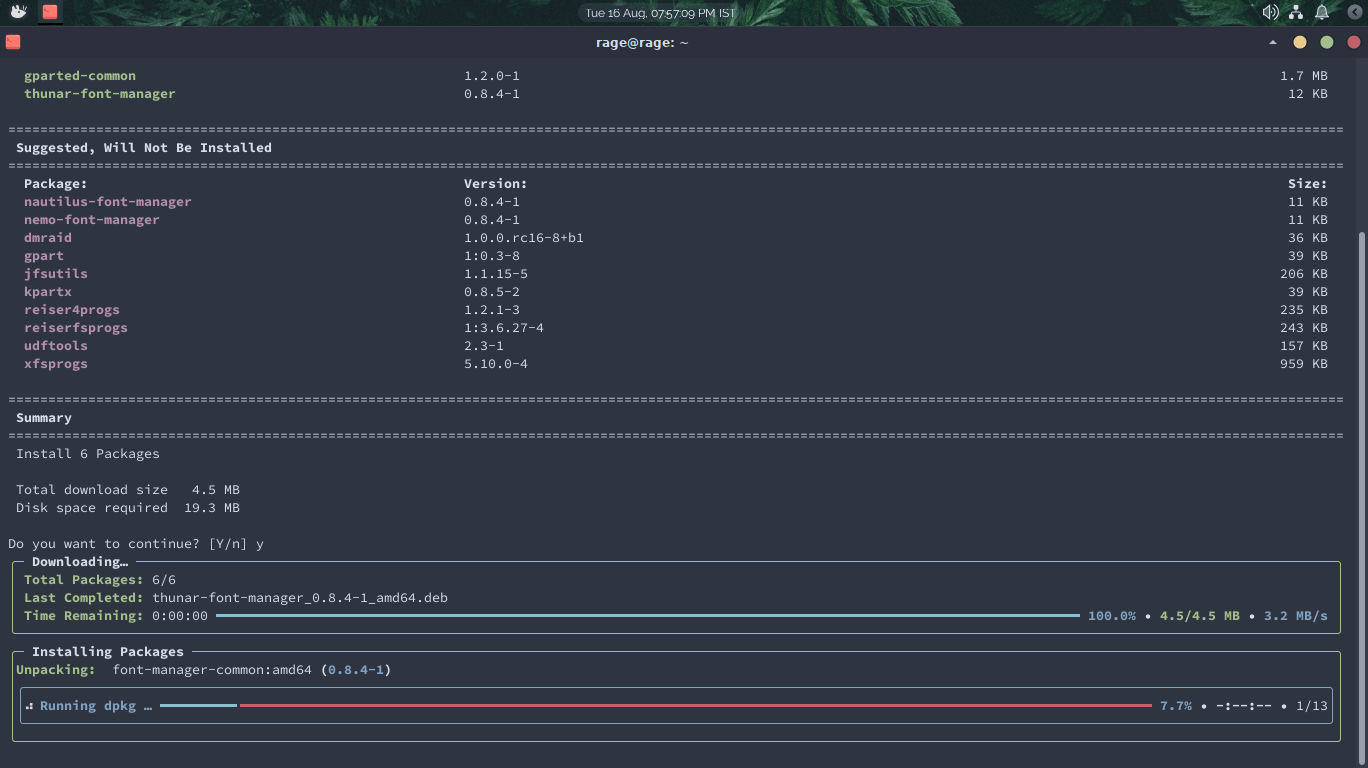 Tue 16 Aug, 07:57:09 PM IST
rage@rage: ~
gparted-common 1.2.0-1 1.7 MB
thunar-font-manager 0.8.4-1 12 KB
=======================================================================================================================================================================
Suggested, Will Not Be Installed
=======================================================================================================================================================================
Package: Version: Size:
nautilus-font-manager 0.8.4-1 11 KB
nemo-font-manager 0.8.4-1 11 KB
dmraid 1.0.0.rc16-8+b1 36 KB
gpart 1:0.3-8 39 KB
jfsutils 1.1.15-5 206 KB
kpartx 0.8.5-2 39 KB
reiser4progs 1.2.1-3 235 KB
reiserfsprogs 1:3.6.27-4 243 KB
udftools 2.3-1 157 KB
xfsprogs 5.10.0-4 959 KB
=======================================================================================================================================================================
Summary
=======================================================================================================================================================================
Install 6 Packages
Total download size 4.5 MB
Disk space required 19.3 MB
Do you want to continue? [Y/n] y
Downloading…
Total Packages: 6/6
Last Completed: thunar-font-manager_0.8.4-1_amd64.deb
Time Remaining: 0:00:00 100.0% • 4.5/4.5 MB • 3.2 MB/s
Installing Packages
Unpacking: font-manager-common:amd64 (0.8.4-1)
Running dpkg … 7.7% • -:--:-- • 1/13